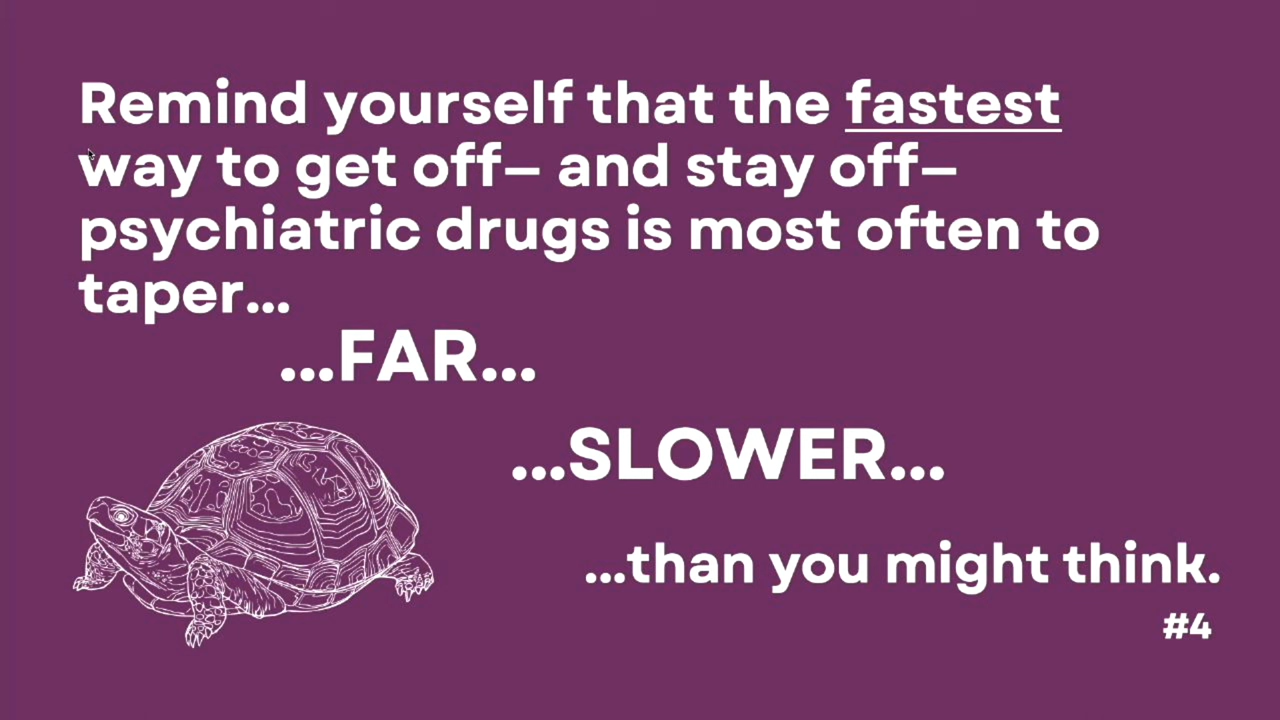 Remind yourself that the fastest
way to get off– and stay off–
psychiatric drugs is most often to
taper...
...FAR...
...SLOWER...
...than you might think.
#4